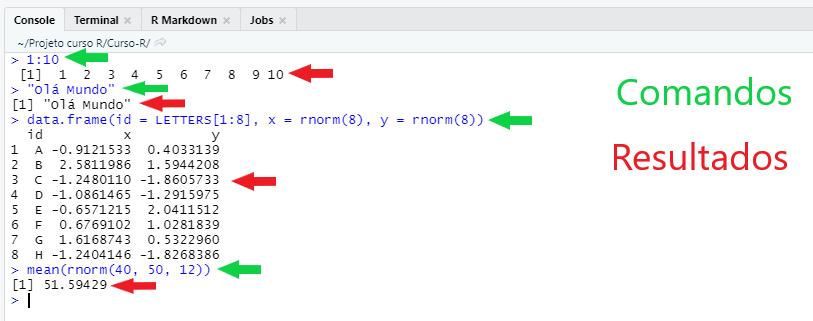 Console Terminal R Markdown Jobs
~/Projeto curso R/Curso-R/
> 1:10
[1] 1 2 3 4 5 6 7 8 9 10
> "Olá Mundo"
[1] "Olá Mundo"
> data.frame(id = LETTERS[1:8], x = rnorm(8), y = rnorm(8))
id x y
1 A -0.9121533 0.4033139
2 B 2.5811986 1.5944208
3 C -1.2480110 -1.8605733
4 D -1.0861465 -1.2915975
5 E -0.6571215 2.0411512
6 F 0.6769102 1.0281839
7 G 1.6168743 0.5322960
8 H -1.2404146 -1.8268386
> mean(rnorm(40, 50, 12))
[1] 51.59429
>
Comandos
Resultados